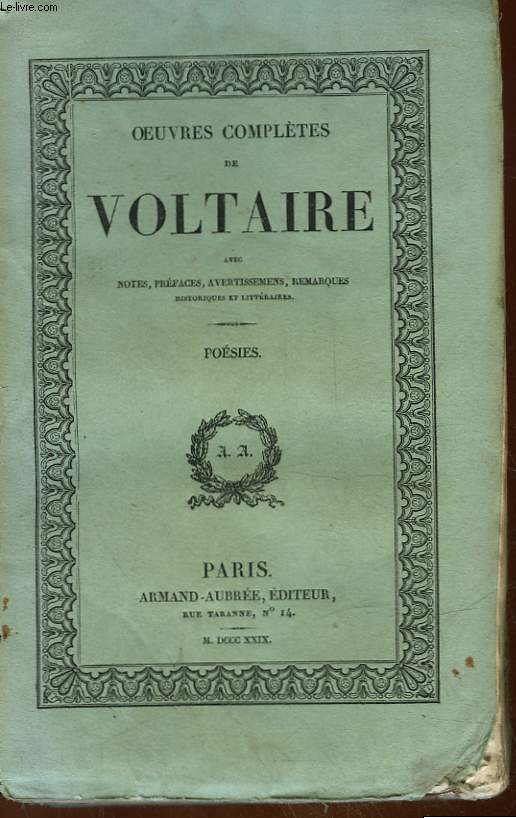 Le-livre.com
OEUVRES COMPLÈTES
DE
VOLTAIRE
AVEC
NOTES, PRÉFACES, AVERTISSEMENS, REMARQUES
HISTORIQUES ET LITTÉRAIRES.
POÉSIES.
A. A.
PARIS.
ARMAND-AUBRÉE, ÉDITEUR,
RUE TARANNE, Nº 14.
M. DCCC XXIX.